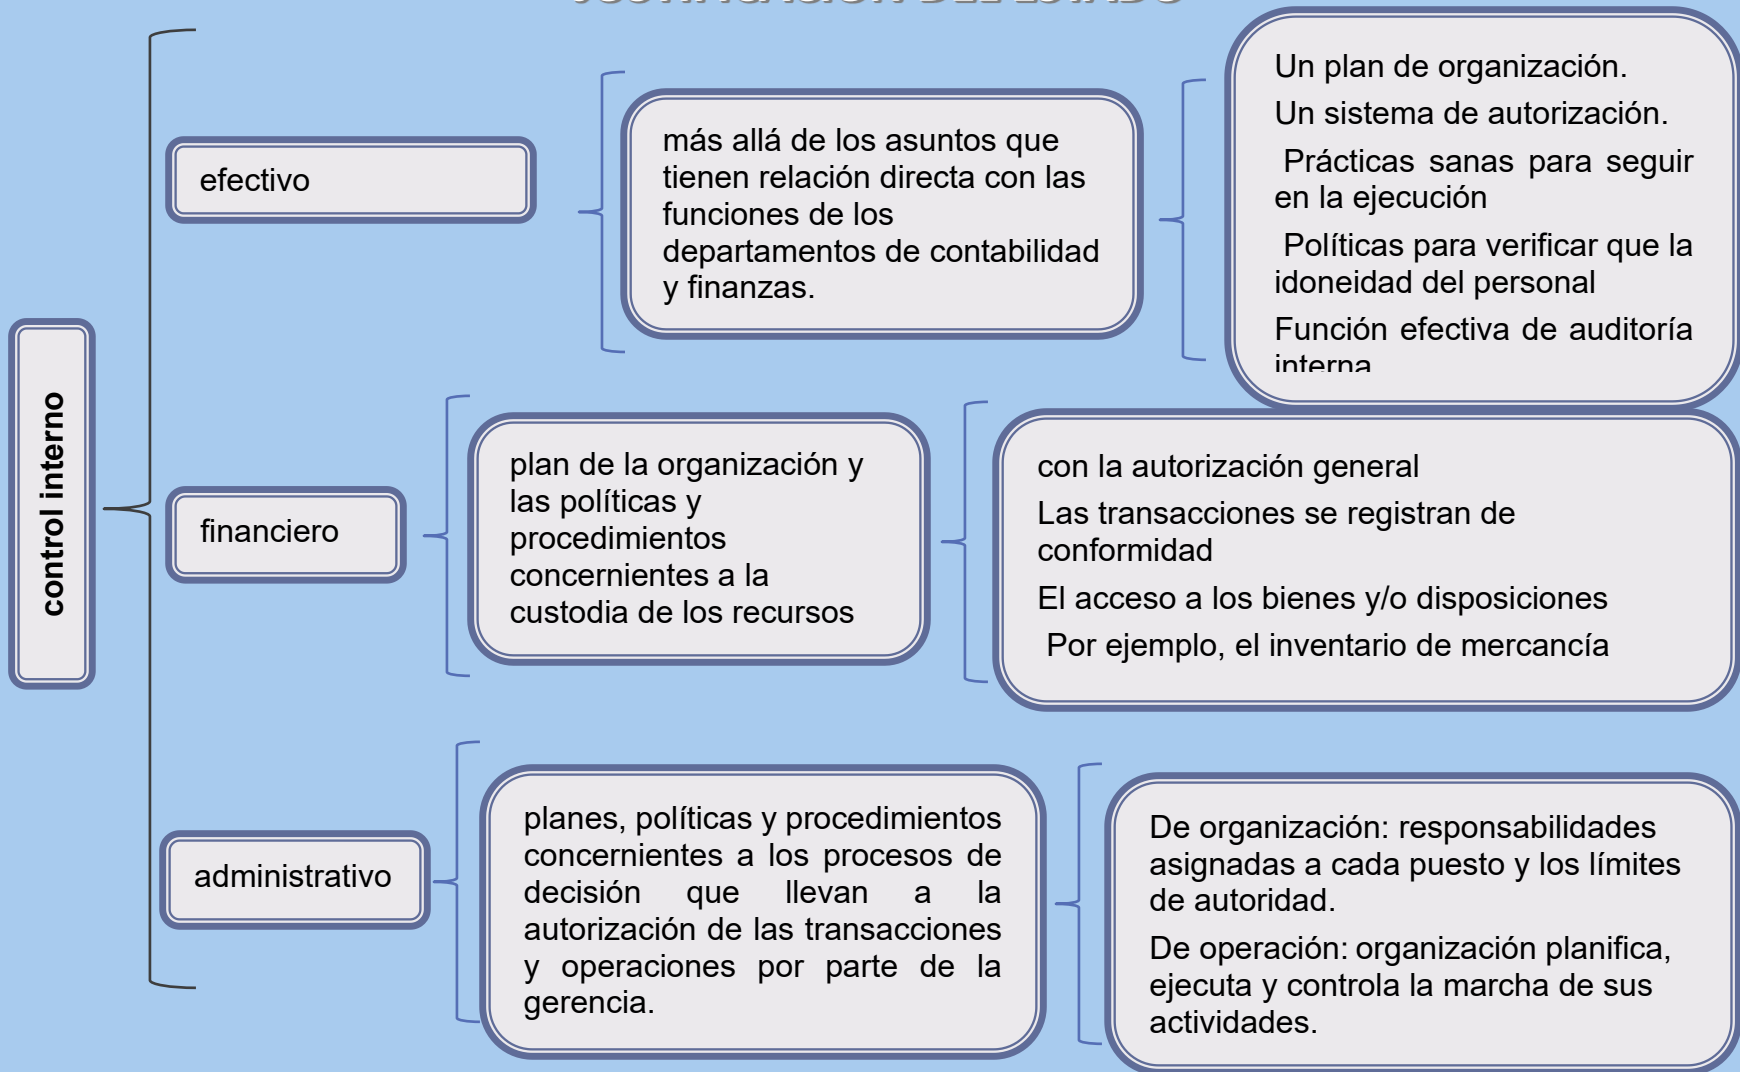 JUSTIFICACIÓN DEL ESTADO
control interno
efectivo
más allá de los asuntos que
tienen relación directa con las
funciones de los
departamentos de contabilidad
y finanzas.
Un plan de organización.
Un sistema de autorización.
Prácticas sanas para seguir
en la ejecución
Políticas para verificar que la
idoneidad del personal
Función efectiva de auditoría
interna
financiero
plan de la organización y
las políticas y
procedimientos
concernientes a la
custodia de los recursos
con la autorización general
Las transacciones se registran de
conformidad
El acceso a los bienes y/o disposiciones
Por ejemplo, el inventario de mercancía
administrativo
planes, políticas y procedimientos
concernientes a los procesos de
decisión que llevan a la
autorización de las transacciones
y operaciones por parte de la
gerencia.
De organización: responsabilidades
asignadas a cada puesto y los límites
de autoridad.
De operación: organización planifica,
ejecuta y controla la marcha de sus
actividades.